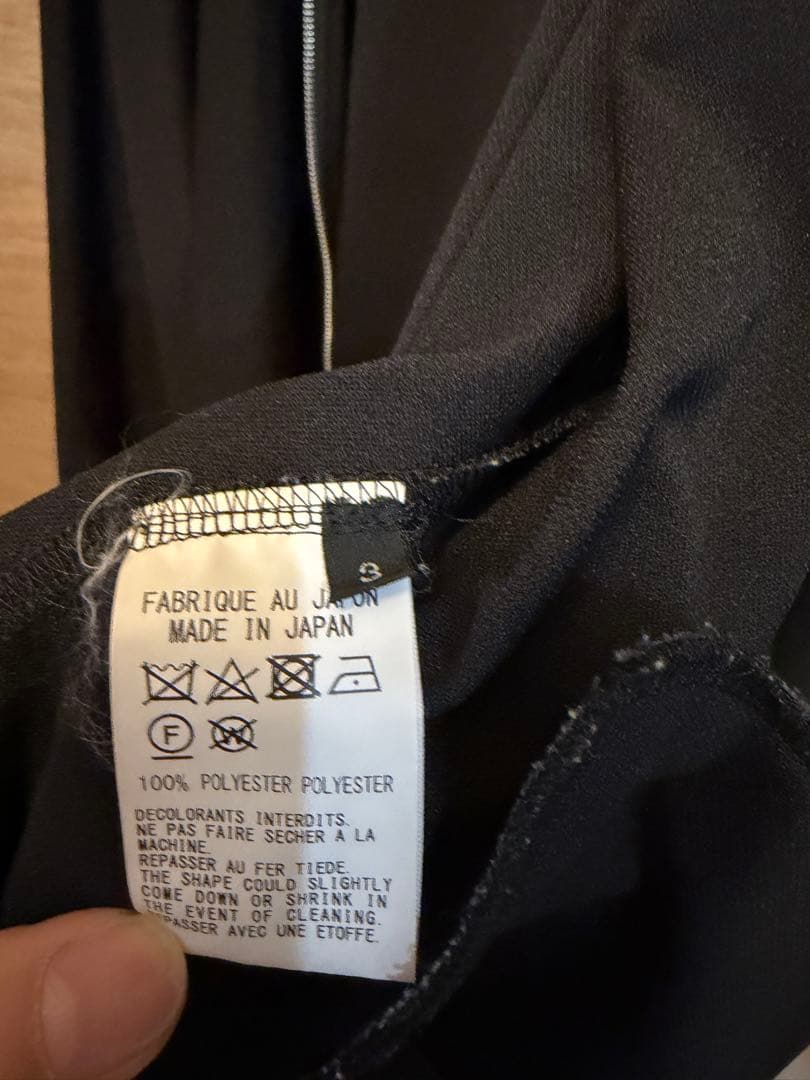 3
FABRIQUE AU JAPON
MADE IN JAPAN
F W
100% POLYESTER POLYESTER
DECOLORANTS INTERDITS.
NE PAS FAIRE SECHER A LA
MACHINE.
REPASSER AU FER TIEDE.
THE SHAPE COULD SLIGHTLY
COME DOWN OR SHRINK IN
THE EVENT OF CLEANING.
PASSER AVEC UNE ETOFFE.